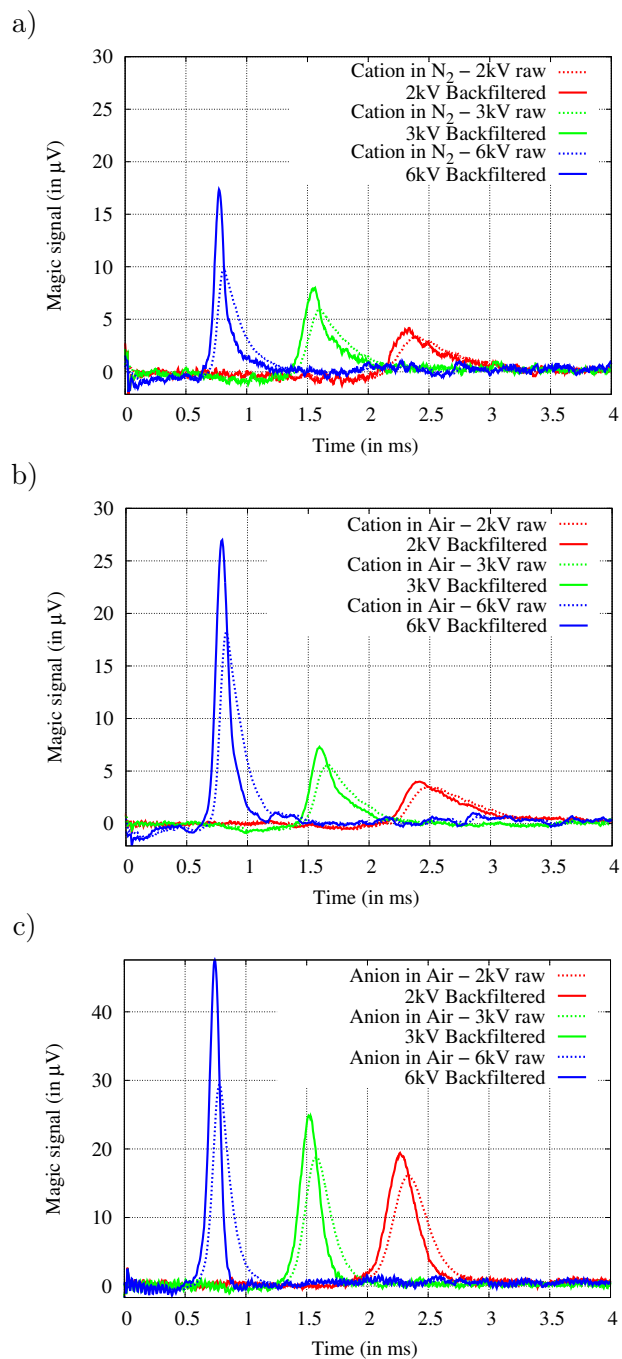 a)
30
25
20
15
10
5
0
Magic signal (in µV)
Cation in N₂ − 2kV raw
2kV Backfiltered
Cation in N₂ − 3kV raw
3kV Backfiltered
Cation in N₂ − 6kV raw
6kV Backfiltered
0 0.5 1 1.5 2 2.5 3 3.5 4
Time (in ms)
b)
30
25
20
15
10
5
0
Magic signal (in µV)
Cation in Air − 2kV raw
2kV Backfiltered
Cation in Air − 3kV raw
3kV Backfiltered
Cation in Air − 6kV raw
6kV Backfiltered
0 0.5 1 1.5 2 2.5 3 3.5 4
Time (in ms)
c)
40
30
20
10
0
Magic signal (in µV)
Anion in Air − 2kV raw
2kV Backfiltered
Anion in Air − 3kV raw
3kV Backfiltered
Anion in Air − 6kV raw
6kV Backfiltered
0 0.5 1 1.5 2 2.5 3 3.5 4
Time (in ms)